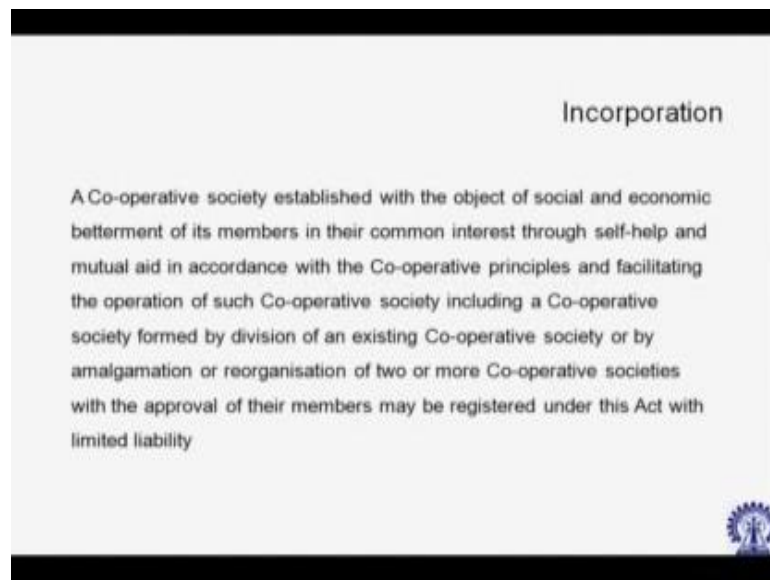 Incorporation
A Co-operative society established with the object of social and economic
betterment of its members in their common interest through self-help and
mutual aid in accordance with the Co-operative principles and facilitating
the operation of such Co-operative society including a Co-operative
society formed by division of an existing Co-operative society or by
amalgamation or reorganisation of two or more Co-operative societies
with the approval of their members may be registered under this Act with
limited liability